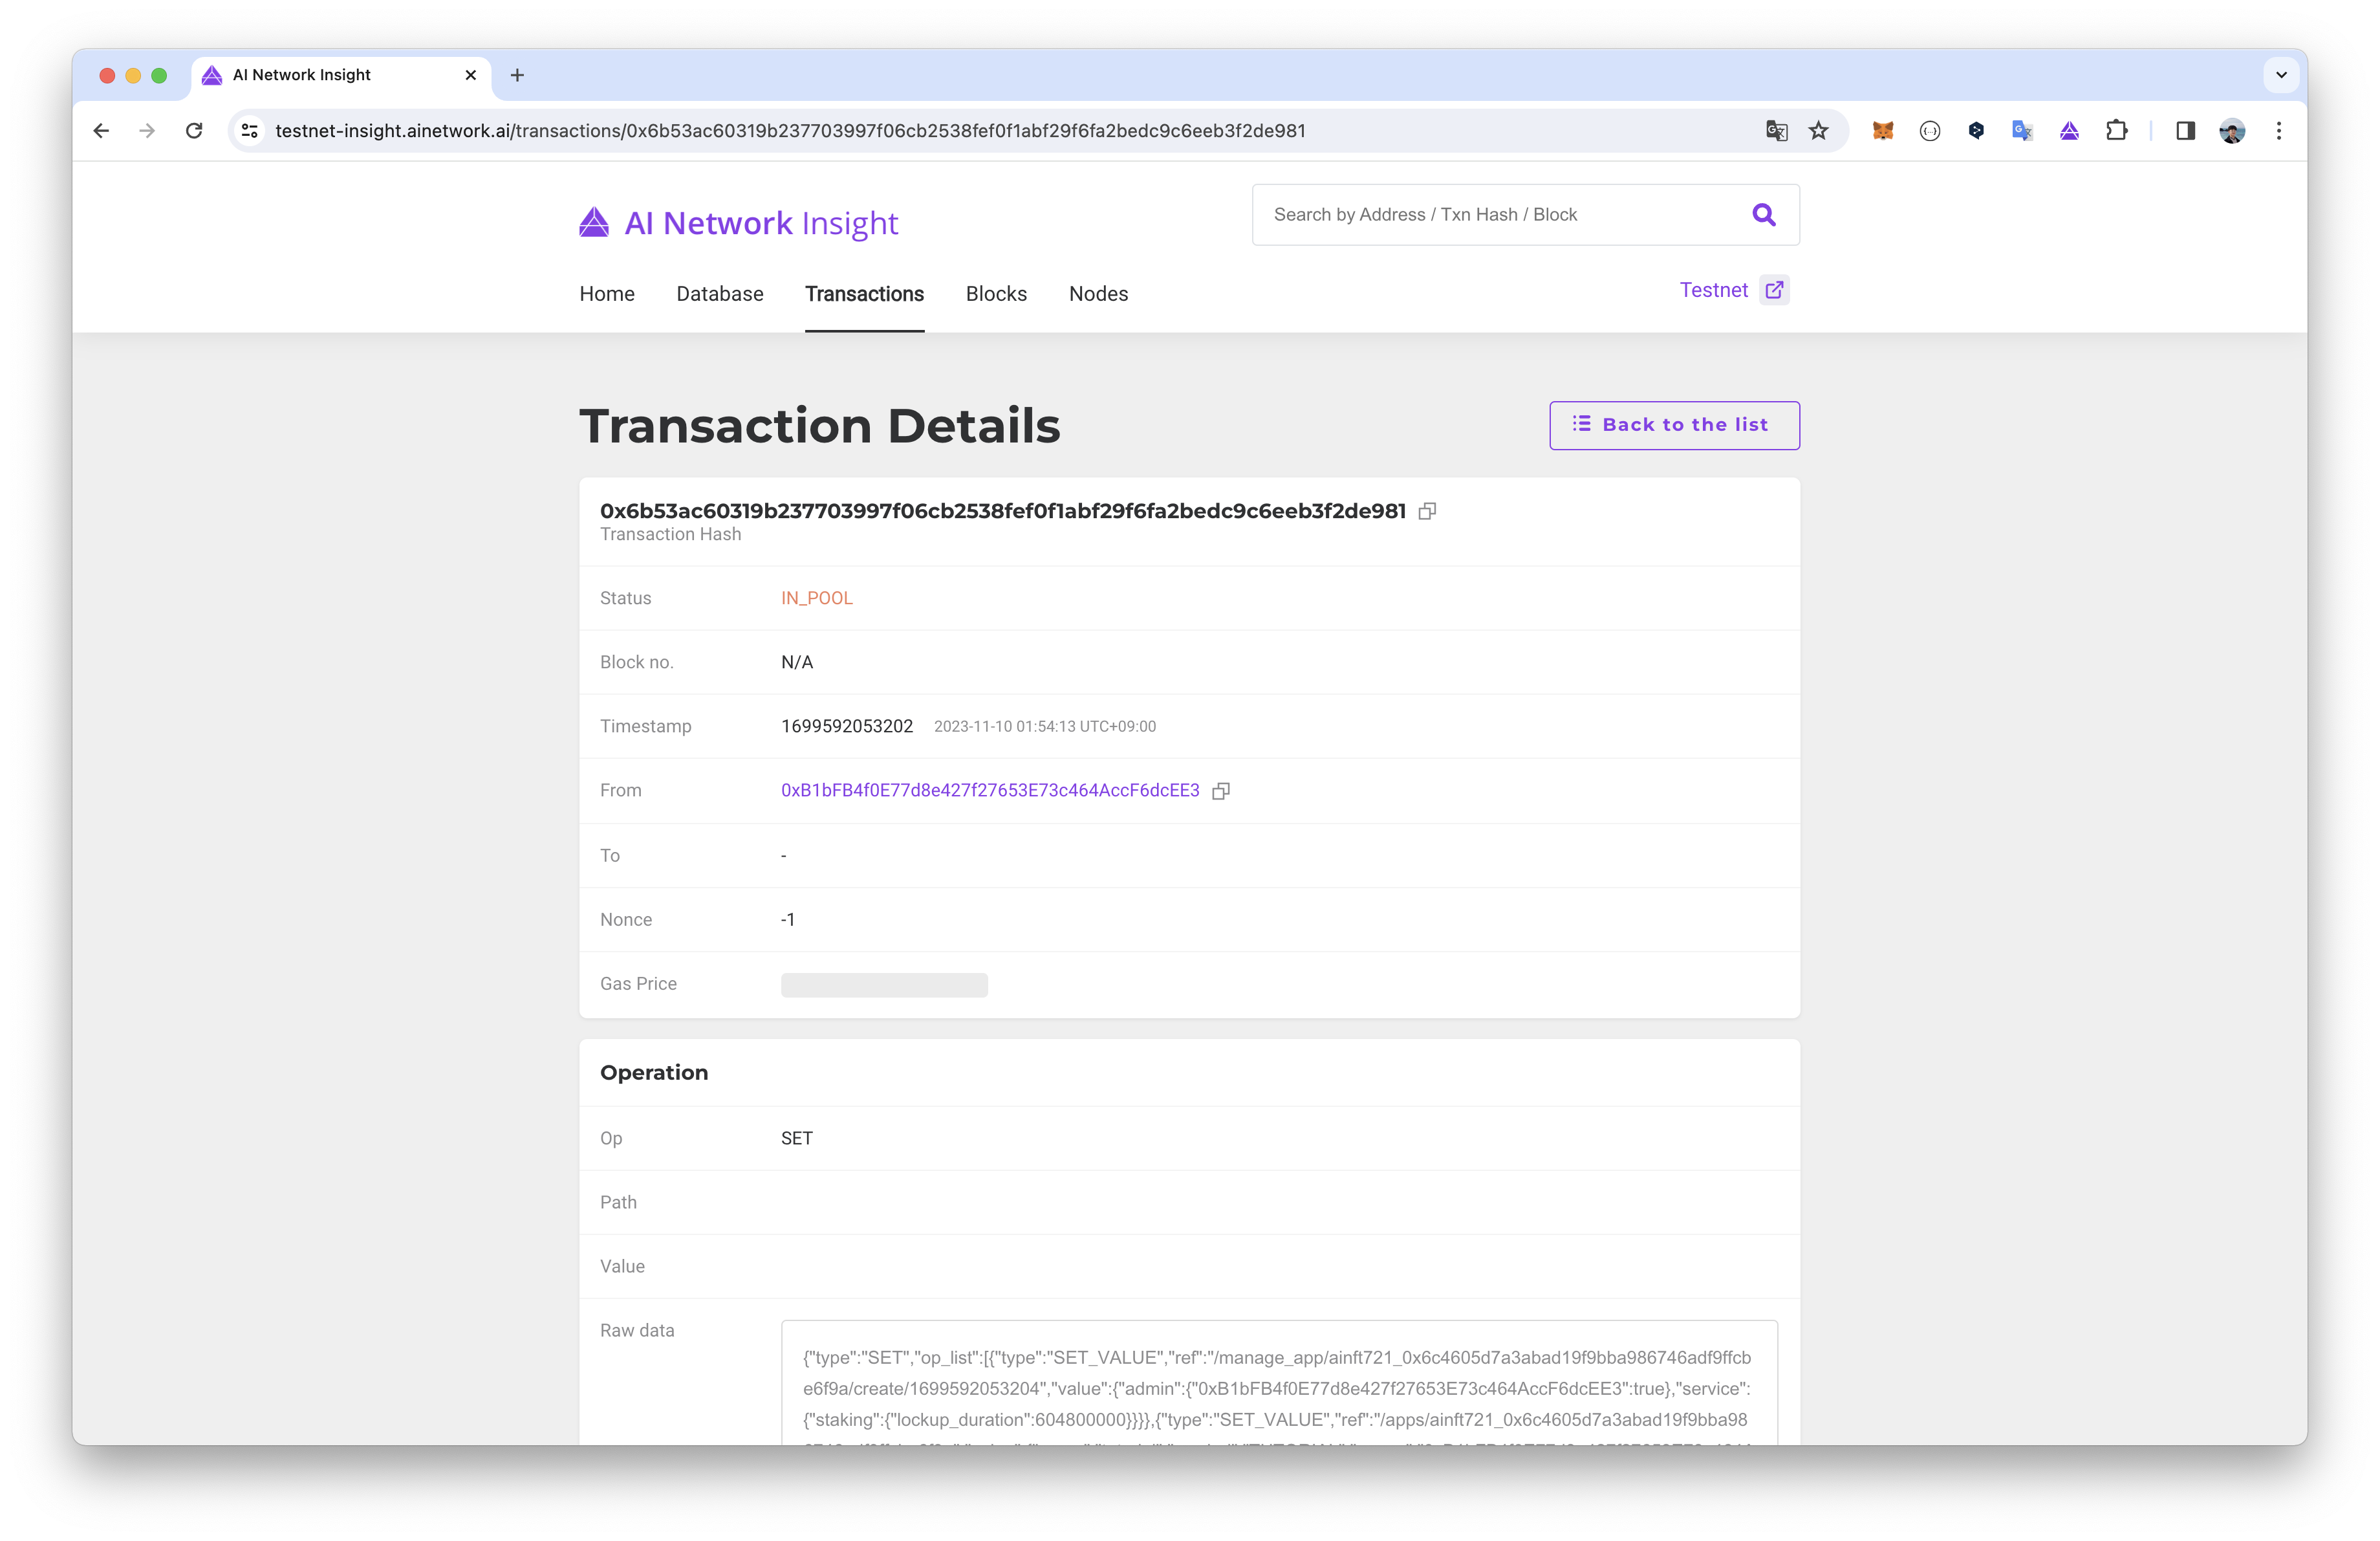 AI Network Insight
testnet-insight.ainetwork.ai/transactions/0x6b53ac60319b237703997f06cb2538fef0f1abf29f6fa2bedc9c6eeb3f2de981
AI Network Insight
Search by Address / Txn Hash / Block
Home Database Transactions Blocks Nodes
Testnet
Transaction Details
Back to the list
0x6b53ac60319b237703997f06cb2538fef0f1abf29f6fa2bedc9c6eeb3f2de981
Transaction Hash
Status IN_POOL
Block no. N/A
Timestamp 1699592053202 2023-11-10 01:54:13 UTC+09:00
From 0xB1bFB4f0E77d8e427f27653E73c464AccF6dcEE3
To -
Nonce -1
Gas Price
Operation
Op SET
Path
Value
Raw data
{"type":"SET","op_list":[{"type":"SET_VALUE","ref":"/manage_app/ainft721_0x6c4605d7a3abad19f9bba986746adf9ffcb
e6f9a/create/1699592053204","value":{"admin":{"0xB1bFB4f0E77d8e427f27653E73c464AccF6dcEE3":true},"service":
{"staking":{"lockup_duration":604800000}}}},{"type":"SET_VALUE","ref":"/apps/ainft721_0x6c4605d7a3abad19f9bba98